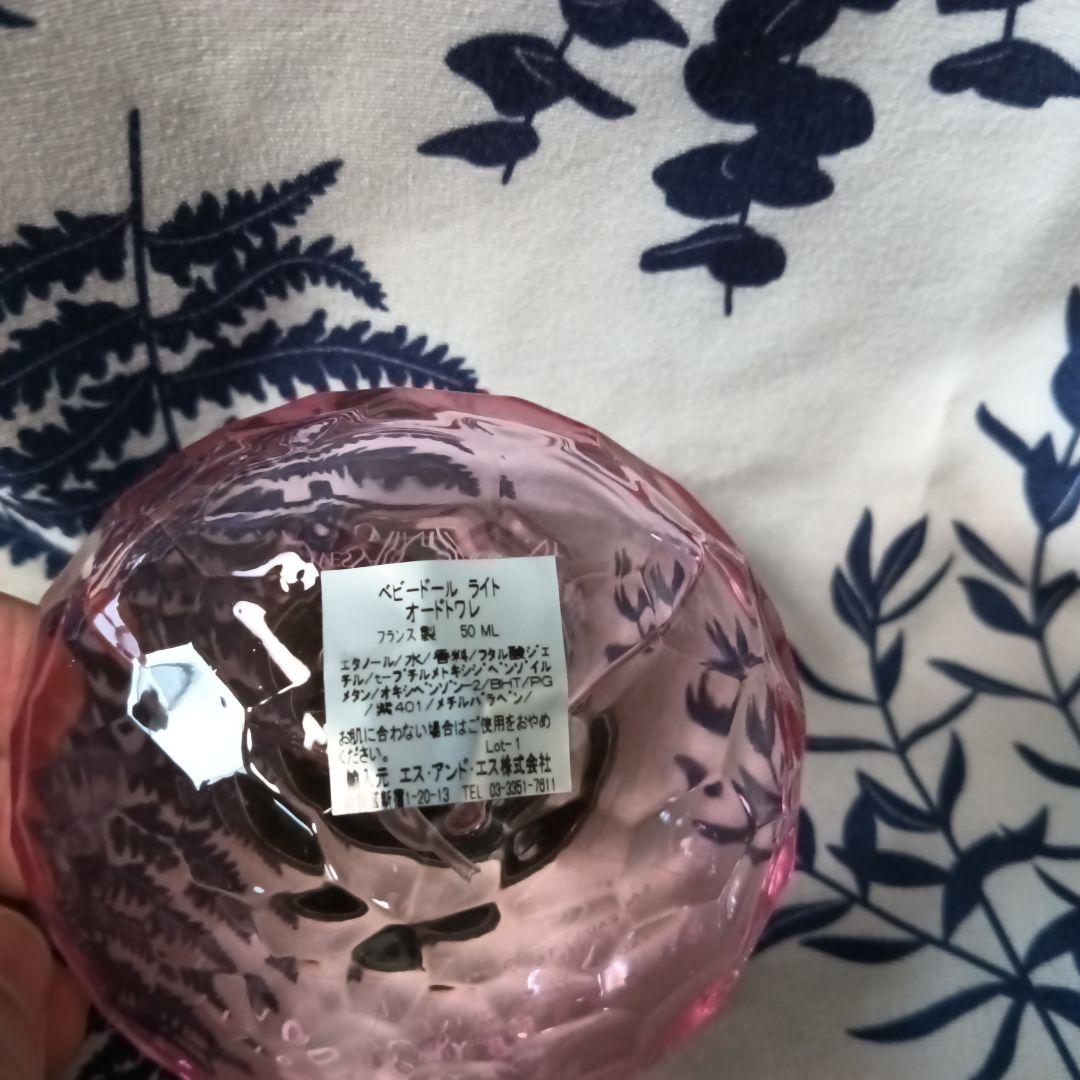 ベビードール ライト
オードトワレ
フランス製 50 ML
エタノール/水/香料/フタル酸ジエ
チル/t-ブチルメトキシジベンゾイル
メタン/オキシベンゾン-2/BHT/PG
/紫401/メチルパラベン/
お肌に合わない場合はご使用をおやめ
ください。 Lot-1
輸入元 エス・アンド・エス株式会社
新宿1-20-13 TEL 03-3351-7611